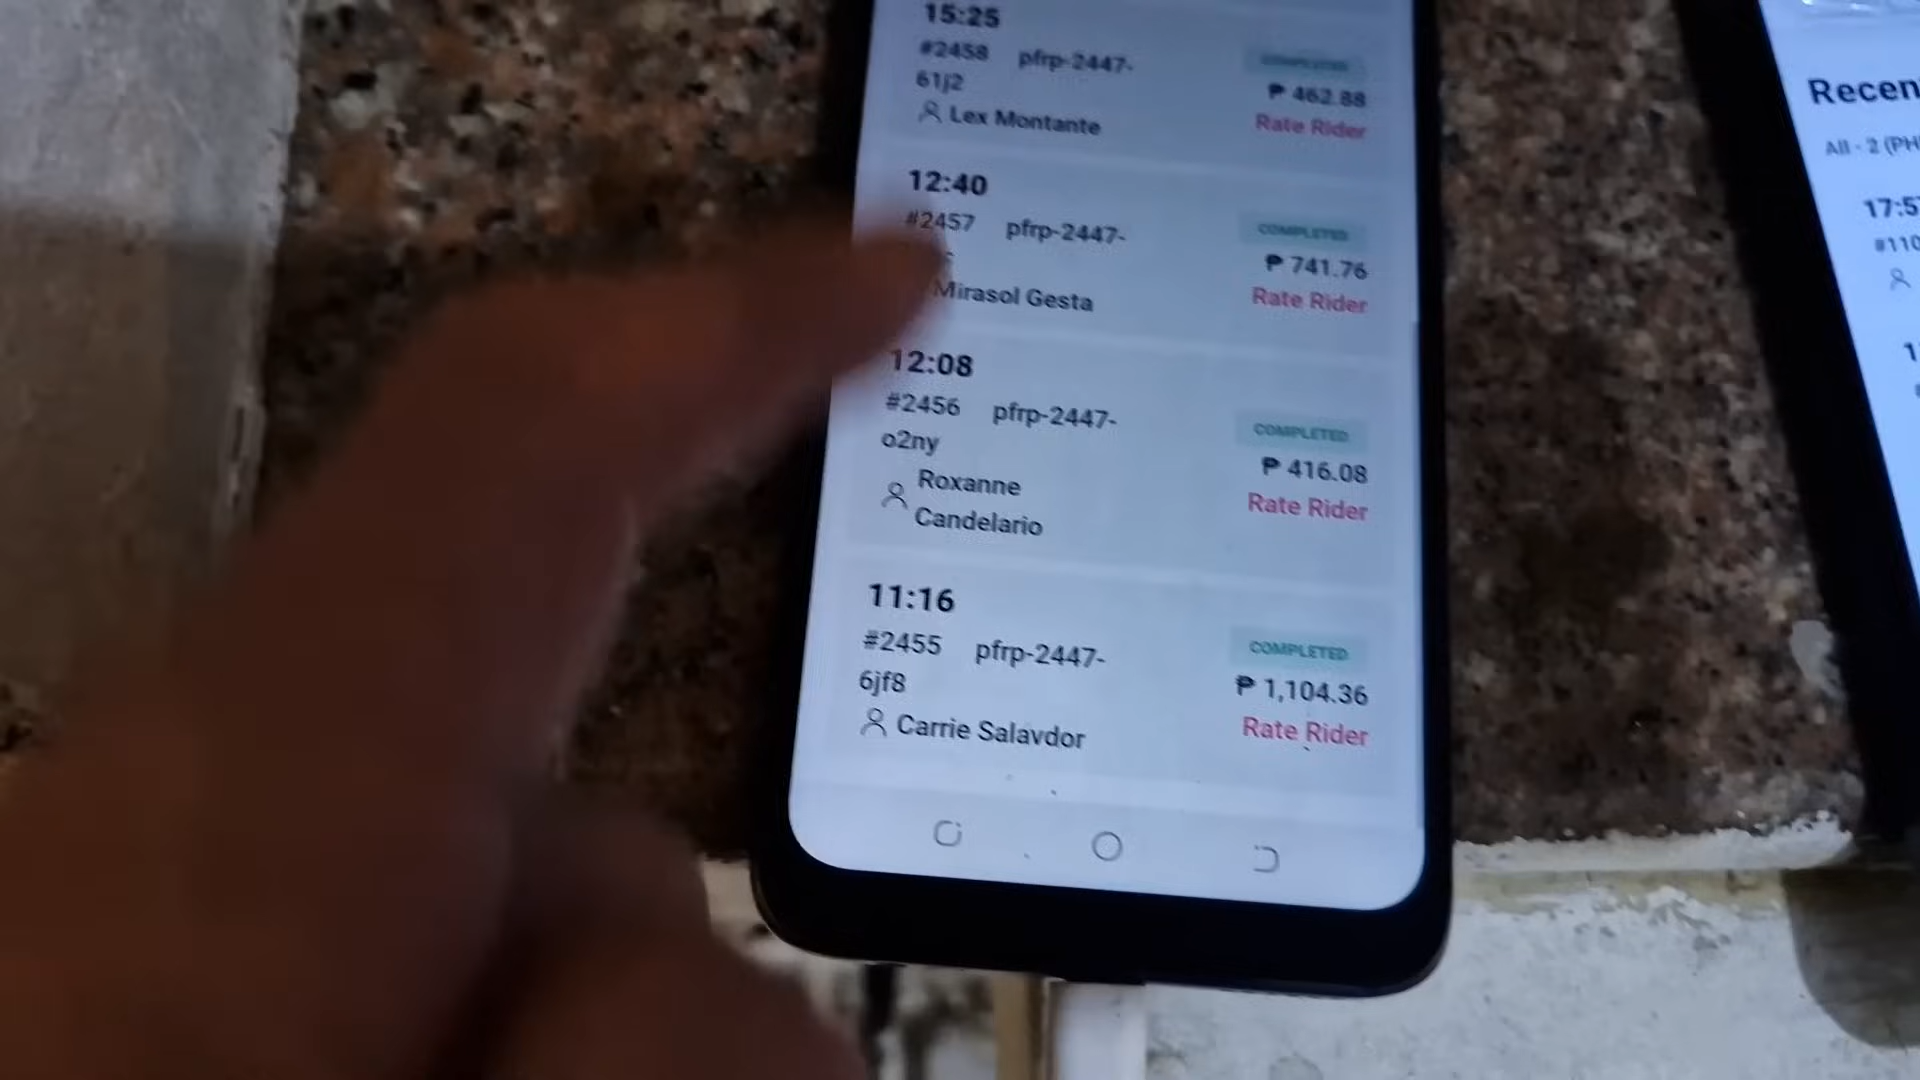 15:25
#2458 pfrp-2447-
61j2
COMPLETED
₱ 462.88
Lex Montante
Rate Rider
12:40
#2457 pfrp-2447-
COMPLETED
₱ 741.76
Mirasol Gesta
Rate Rider
12:08
#2456 pfrp-2447-
o2ny
COMPLETED
₱ 416.08
Roxanne
Candelario
Rate Rider
11:16
#2455 pfrp-2447-
6jf8
COMPLETED
₱ 1,104.36
Carrie Salavdor
Rate Rider
Recen
All - 2 (PH
17:57
#110